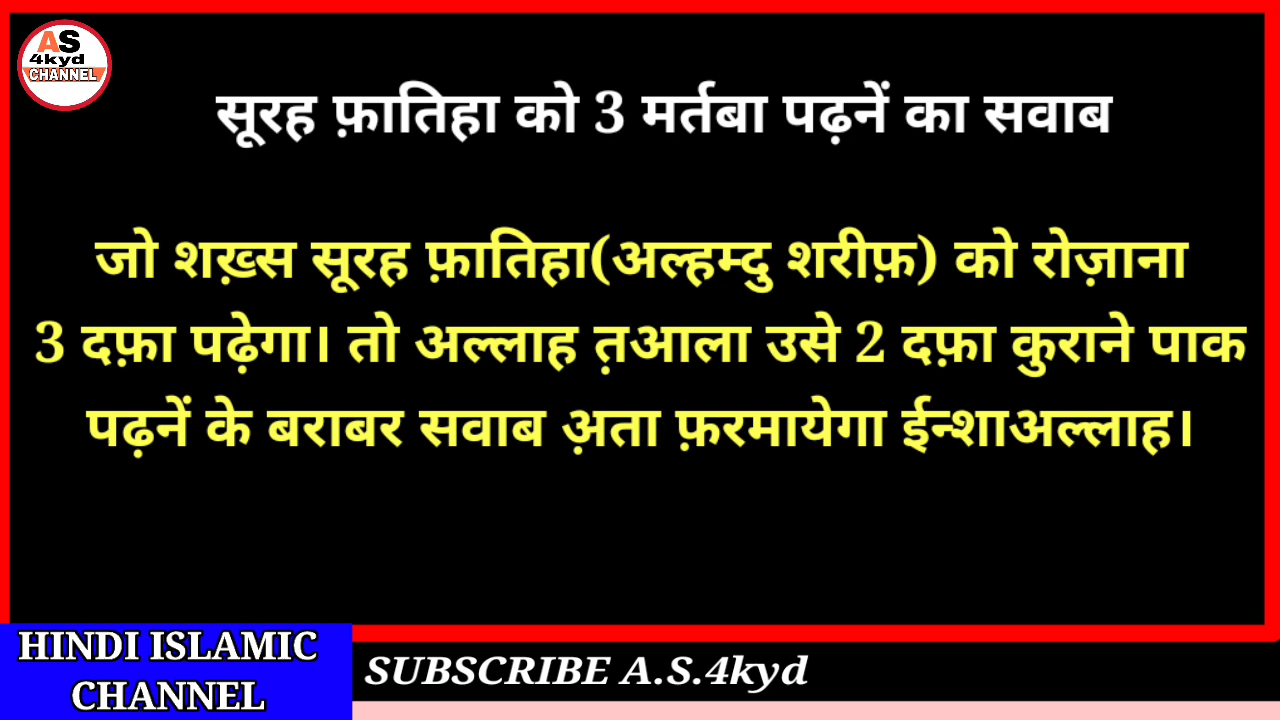 AS
4kyd
CHANNEL
सूरह फ़ातिहा को 3 मर्तबा पढ़नें का सवाब
जो शख़्स सूरह फ़ातिहा(अल्हम्दु शरीफ़) को रोज़ाना
3 दफ़ा पढ़ेगा। तो अल्लाह त़आला उसे 2 दफ़ा कुराने पाक
पढ़नें के बराबर सवाब अ़ता फ़रमायेगा ईन्शाअल्लाह।
HINDI ISLAMIC
CHANNEL
SUBSCRIBE A.S.4kyd